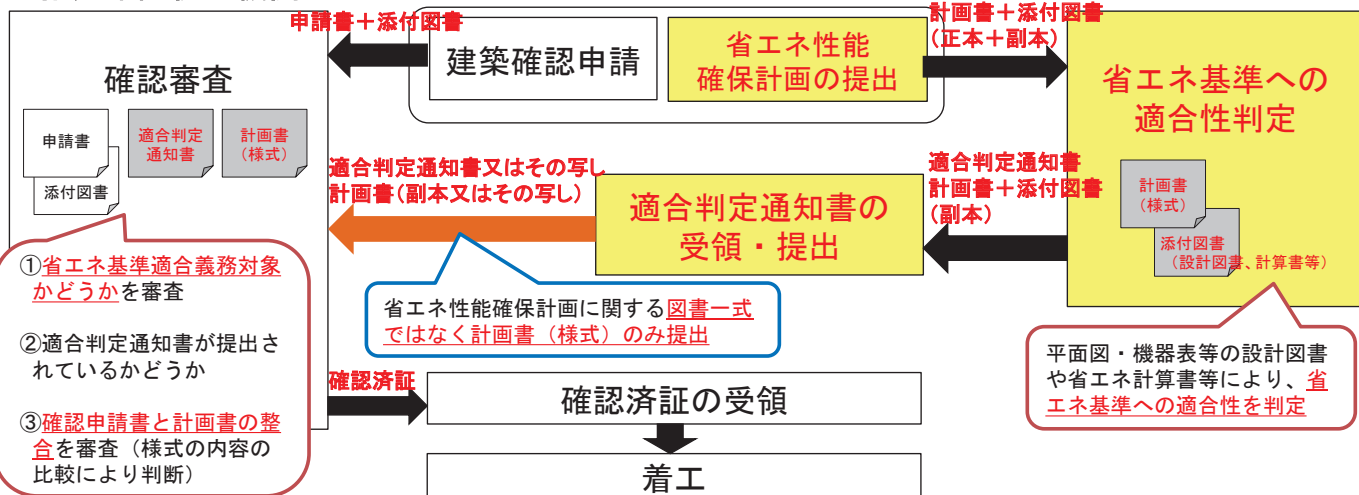 申請書＋添付図書
計画書＋添付図書
（正本＋副本）
確認審査
申請書
添付図書
適合判定
通知書
計画書
（様式）
建築確認申請
省エネ性能
確保計画の提出
省エネ基準への
適合性判定
計画書
（様式）
添付図書
（設計図書、計算書等）
適合判定通知書又はその写し
計画書（副本又はその写し）
適合判定通知書の
受領・提出
適合判定通知書
計画書＋添付図書
（副本）
①省エネ基準適合義務対象
かどうかを審査
②適合判定通知書が提出さ
れているかどうか
③確認申請書と計画書の整
合を審査（様式の内容の
比較により判断）
省エネ性能確保計画に関する図書一式
ではなく計画書（様式）のみ提出
平面図・機器表等の設計図書
や省エネ計算書等により、省
エネ基準への適合性を判定
確認済証
確認済証の受領
着工